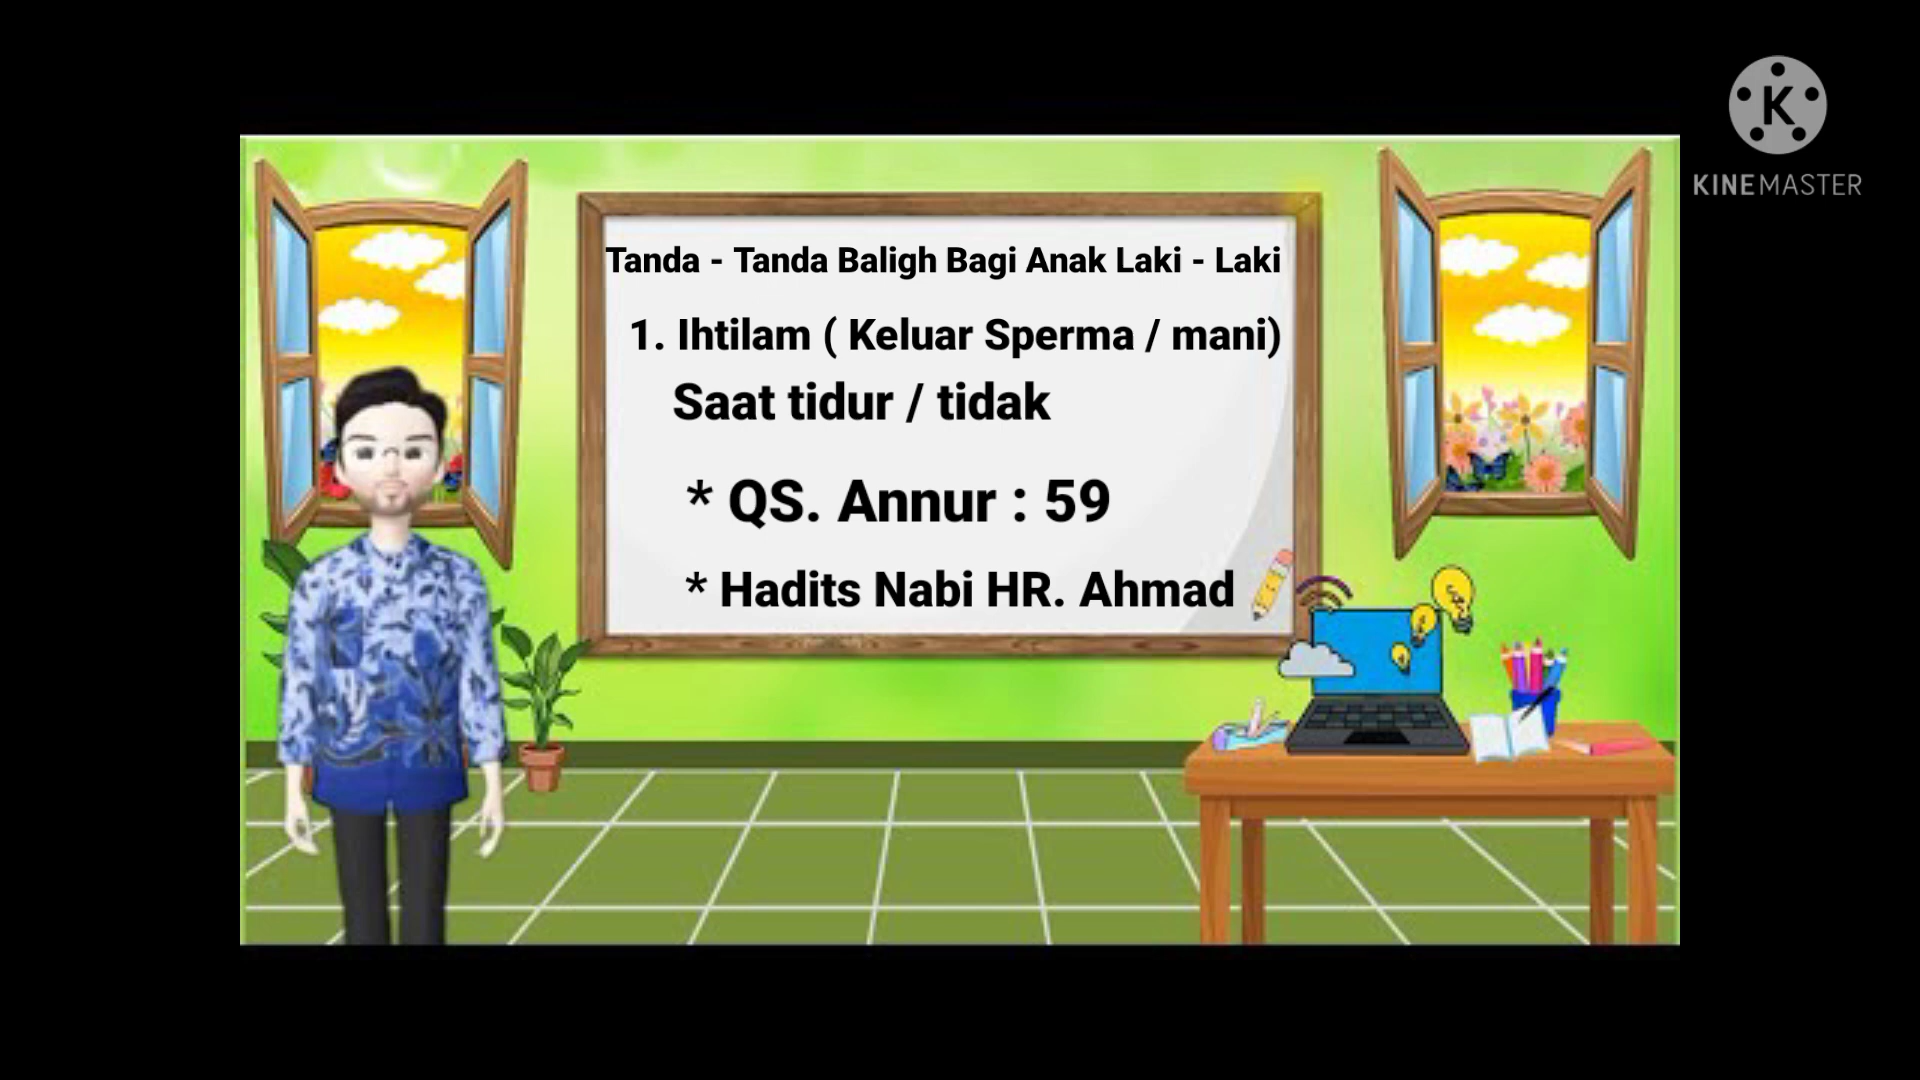 K
KINEMASTER
Tanda - Tanda Baligh Bagi Anak Laki - Laki
1. Ihtilam ( Keluar Sperma / mani)
Saat tidur / tidak
* QS. Annur : 59
* Hadits Nabi HR. Ahmad